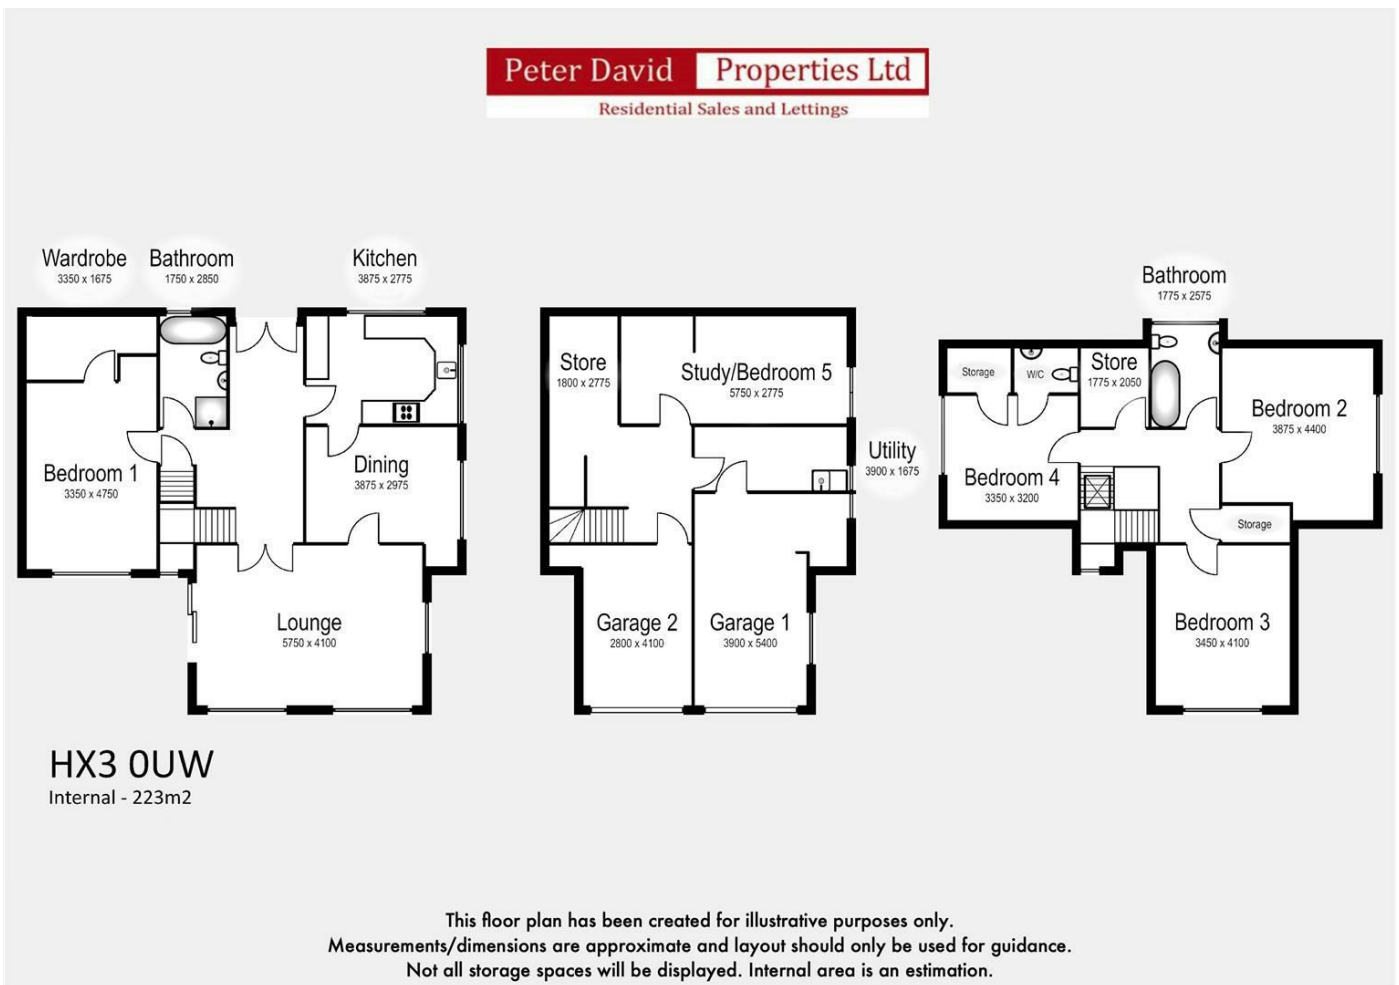 Peter David Properties Ltd
Residential Sales and Lettings
Wardrobe
3350 x 1675
Bathroom
1750 x 2850
Kitchen
3875 x 2775
Bedroom 1
3350 x 4750
Dining
3875 x 2975
Lounge
5750 x 4100
Store
1800 x 2775
Study/Bedroom 5
5750 x 2775
Utility
3900 x 1675
Garage 2
2800 x 4100
Garage 1
3900 x 5400
Bathroom
1775 x 2575
Storage
W/C
Store
1775 x 2050
Bedroom 2
3875 x 4400
Bedroom 4
3350 x 3200
Storage
Bedroom 3
3450 x 4100
HX3 0UW
Internal - 223m2
This floor plan has been created for illustrative purposes only.
Measurements/dimensions are approximate and layout should only be used for guidance.
Not all storage spaces will be displayed. Internal area is an estimation.